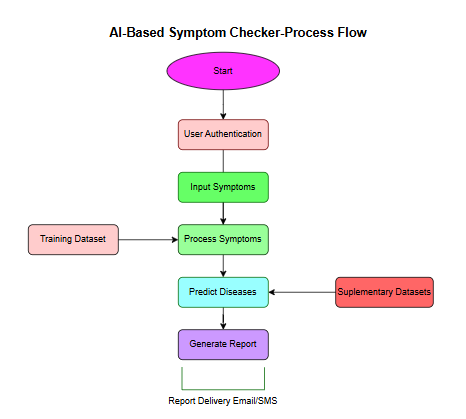 AI-Based Symptom Checker-Process Flow
Start
User Authentication
Input Symptoms
Training Dataset
Process Symptoms
Predict Diseases
Suplementary Datasets
Generate Report
Report Delivery Email/SMS